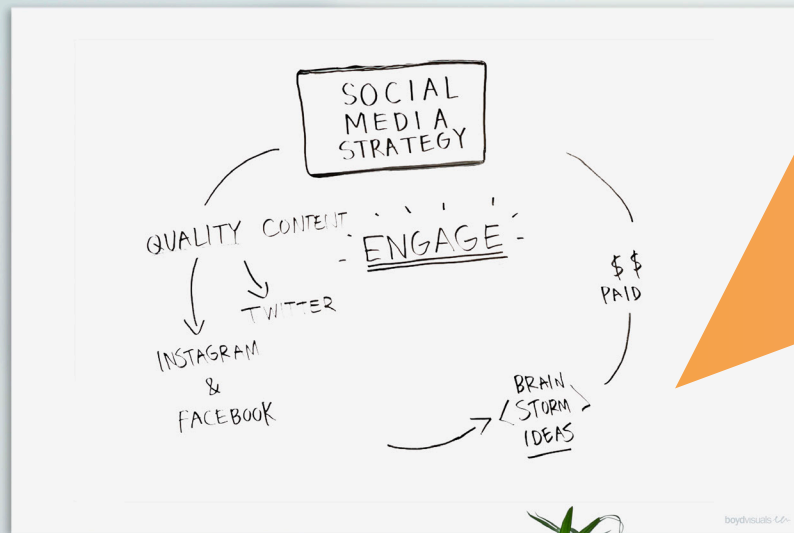 SOCIAL
MEDIA
STRATEGY
QUALITY CONTENT
ENGAGE
TWITTER
INSTAGRAM
&
FACEBOOK
$$
PAID
BRAIN
STORM
IDEAS
boydvisuals